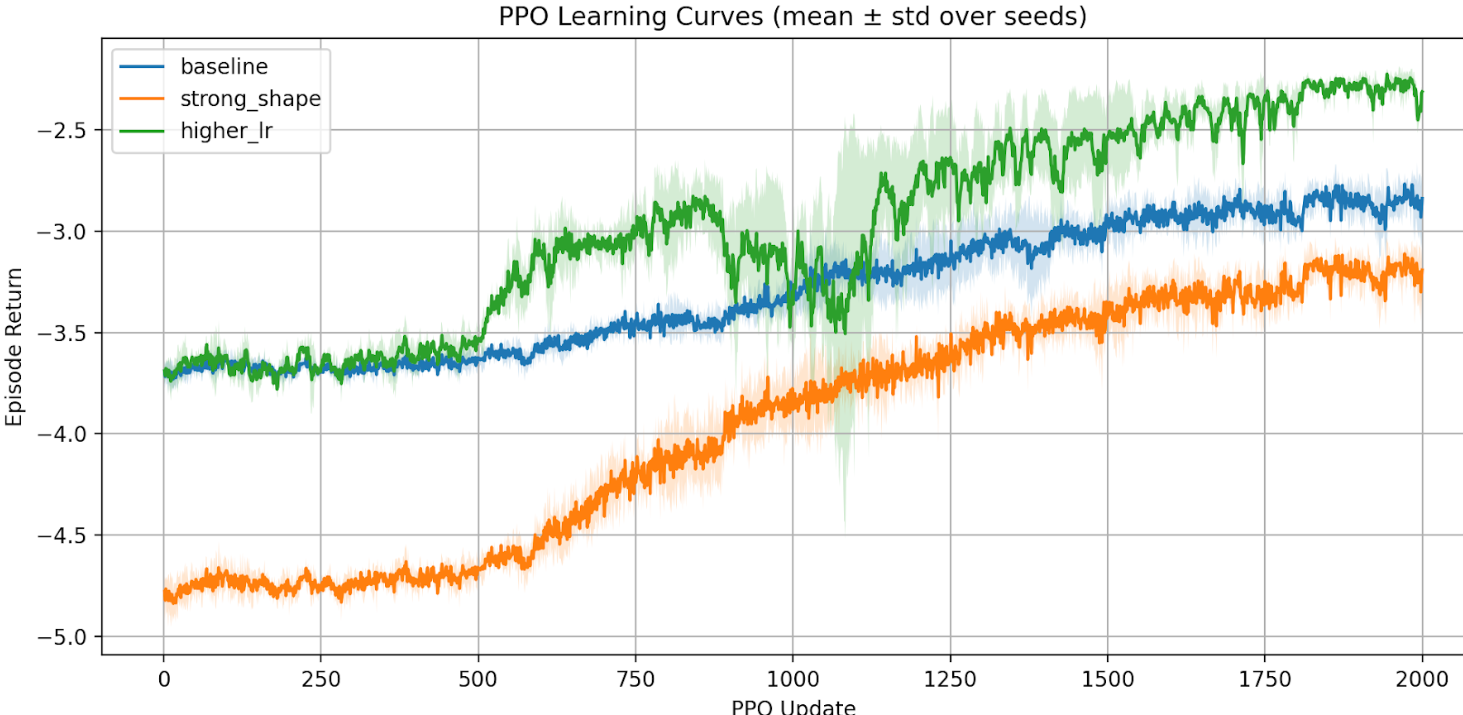 PPO Learning Curves (mean ± std over seeds)
baseline
strong_shape
higher_lr
Episode Return
−2.5
−3.0
−3.5
−4.0
−4.5
−5.0
0 250 500 750 1000 1250 1500 1750 2000
PPO Update